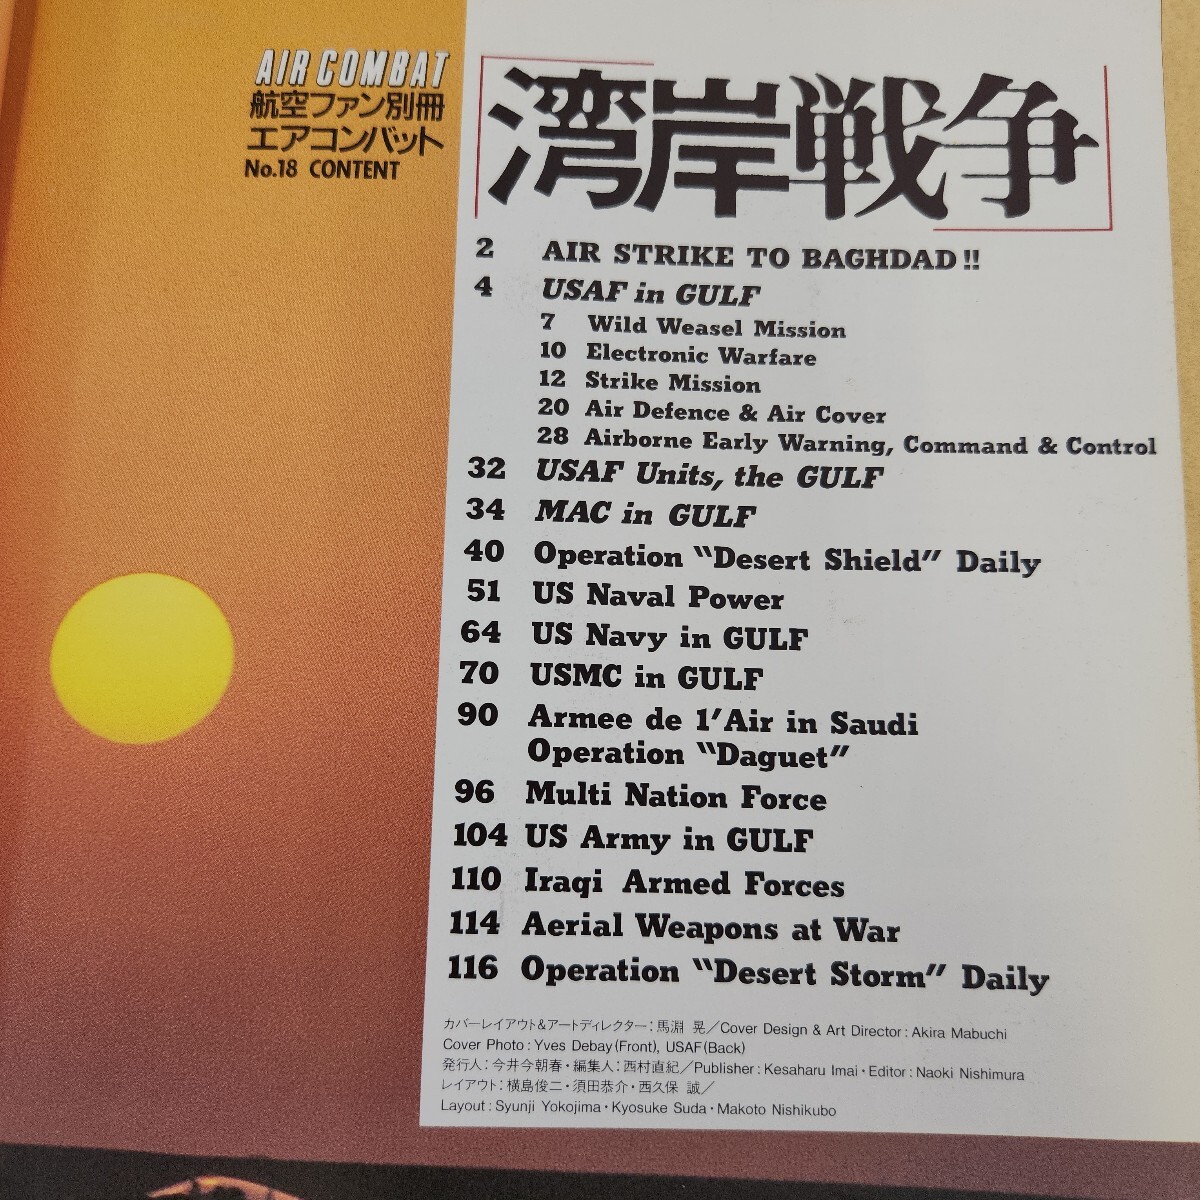 AIR COMBAT
航空ファン別冊
エアコンバット
No.18 CONTENT
湾岸戦争
2 AIR STRIKE TO BAGHDAD!!
4 USAF in GULF
7 Wild Weasel Mission
10 Electronic Warfare
12 Strike Mission
20 Air Defence & Air Cover
28 Airborne Early Warning, Command & Control
32 USAF Units, the GULF
34 MAC in GULF
40 Operation "Desert Shield" Daily
51 US Naval Power
64 US Navy in GULF
70 USMC in GULF
90 Armee de l'Air in Saudi
Operation "Daguet"
96 Multi Nation Force
104 US Army in GULF
110 Iraqi Armed Forces
114 Aerial Weapons at War
116 Operation "Desert Storm" Daily
カバーレイアウト&アートディレクター:馬淵 晃/Cover Design & Art Director:Akira Mabuchi
Cover Photo:Yves Debay(Front), USAF(Back)
発行人:今井今朝春・編集人:西村直紀/Publisher:Kesaharu Imai・Editor:Naoki Nishimura
レイアウト:横島俊二・須田恭介・西久保 誠/
Layout:Syunji Yokojima・Kyosuke Suda・Makoto Nishikubo